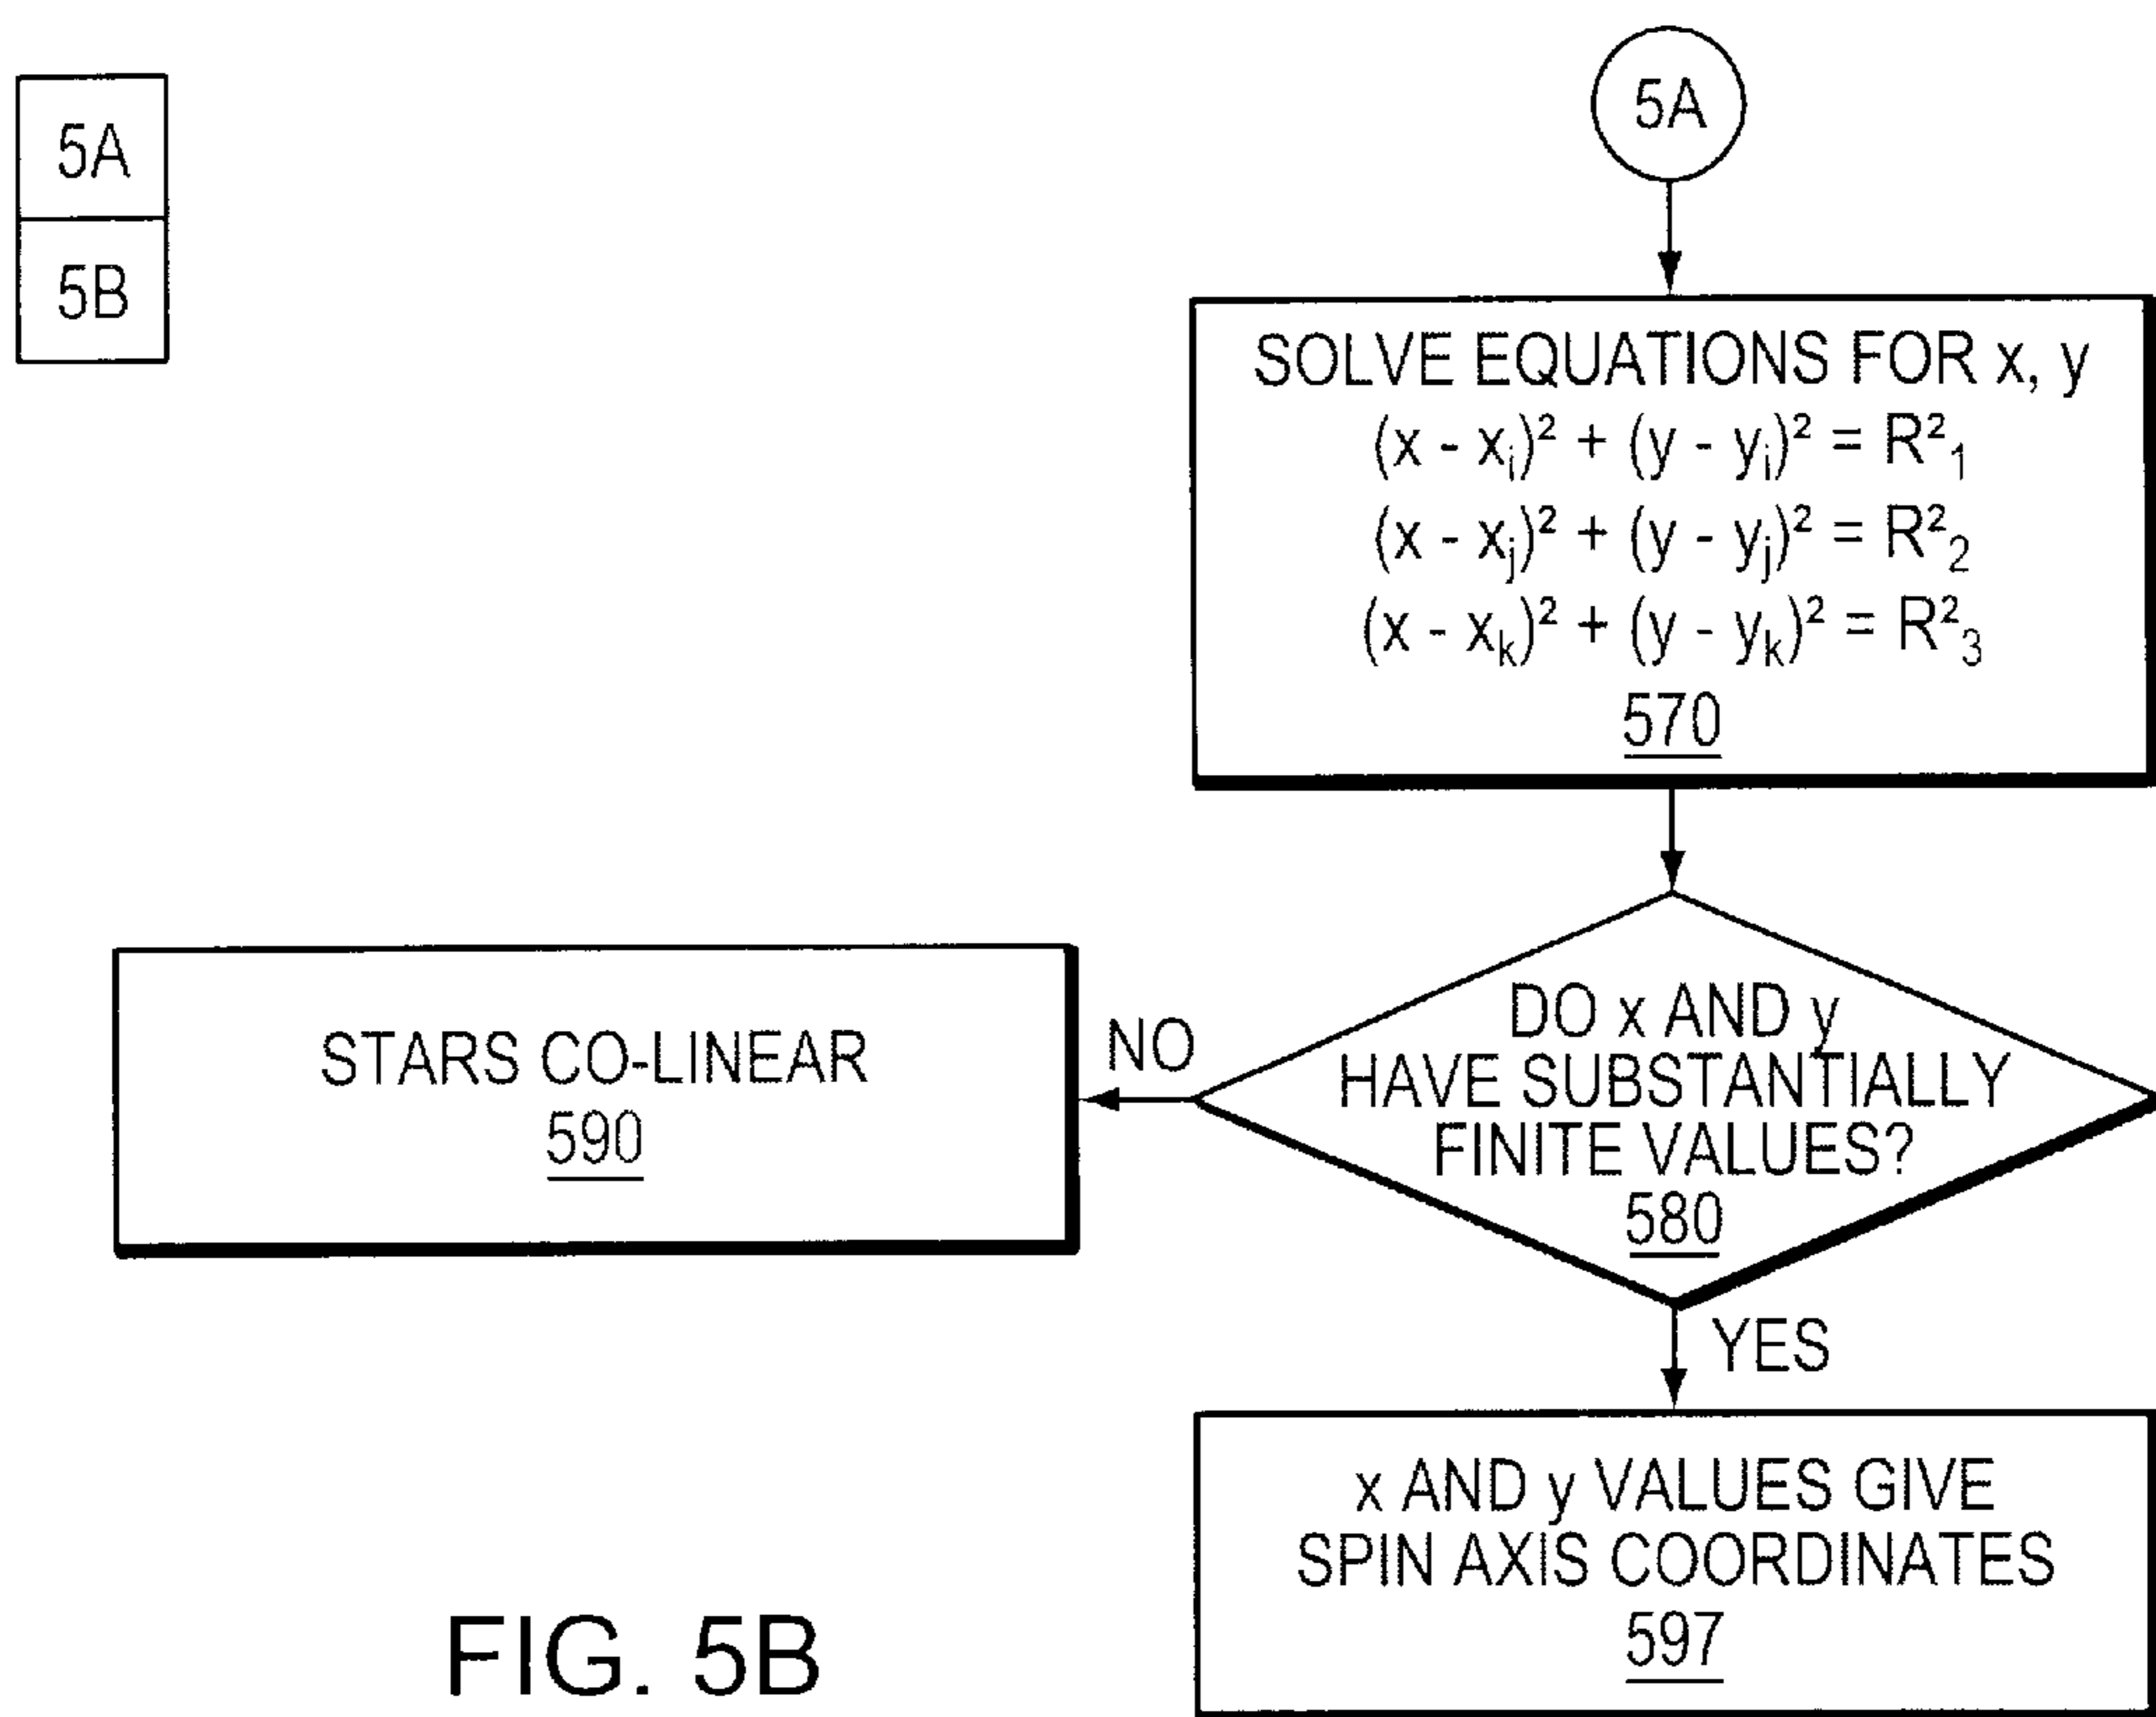 5A
5B
5A
SOLVE EQUATIONS FOR x, y
(x - xᵢ)² + (y - yᵢ)² = R²₁
(x - xⱼ)² + (y - yⱼ)² = R²₂
(x - xₖ)² + (y - yₖ)² = R²₃
570
DO x AND y
HAVE SUBSTANTIALLY
FINITE VALUES?
580
NO
STARS CO-LINEAR
590
YES
x AND y VALUES GIVE
SPIN AXIS COORDINATES
597
FIG. 5B